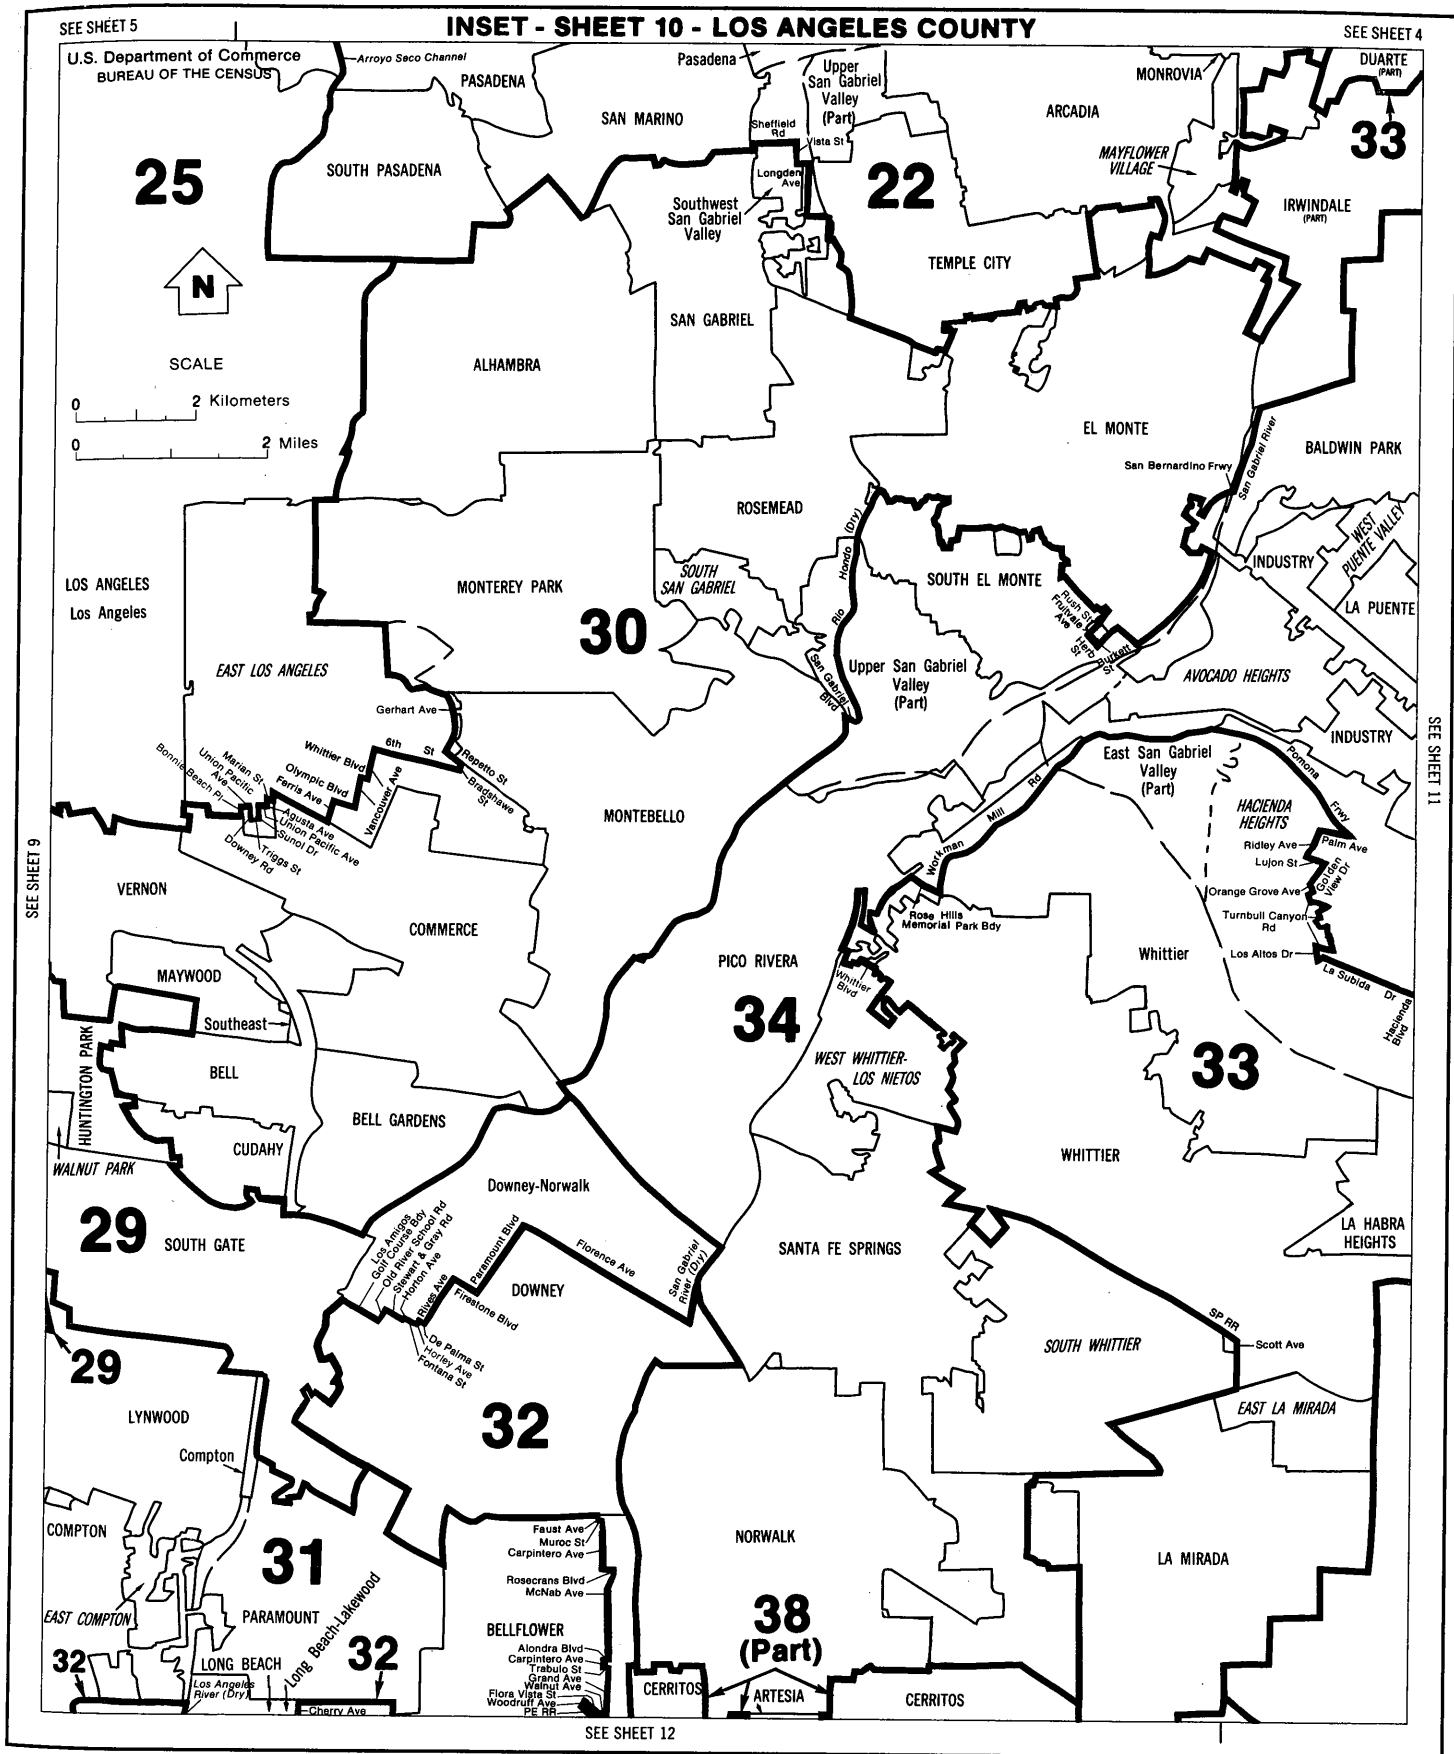 SEE SHEET 5
INSET - SHEET 10 - LOS ANGELES COUNTY
SEE SHEET 4
U.S. Department of Commerce
BUREAU OF THE CENSUS
Arroyo Seco Channel
PASADENA
Pasadena
Upper
San Gabriel
Valley
(Part)
MONROVIA
DUARTE
(PART)
33
SAN MARINO
ARCADIA
Sheffield
Rd
Vista St
25
SOUTH PASADENA
MAYFLOWER
VILLAGE
Longden
Ave
22
Southwest
San Gabriel
Valley
IRWINDALE
(PART)
N
TEMPLE CITY
SAN GABRIEL
SCALE
ALHAMBRA
0 2 Kilometers
0 2 Miles
EL MONTE
San Gabriel River
BALDWIN PARK
San Bernardino Frwy
ROSEMEAD
(Dry)
Hondo
Rio
WEST
PUENTE VALLEY
INDUSTRY
LOS ANGELES
Los Angeles
MONTEREY PARK
SOUTH
SAN GABRIEL
SOUTH EL MONTE
LA PUENTE
30
Rush St
Fruitvale
Ave
Herb
St
Burkett
St
EAST LOS ANGELES
San Gabriel
Blvd
Upper San Gabriel
Valley
(Part)
AVOCADO HEIGHTS
Gerhart Ave
INDUSTRY
SEE SHEET 11
6th St
Whittier Blvd
Repetto St
Bradshawe
St
Olympic Blvd
Ferris Ave
Vancouver Ave
Marian St
Union Pacific
Ave
Bonnie Beach Pl
Agusta Ave
Union Pacific Ave
Sunol Dr
Triggs St
Downey Rd
East San Gabriel
Valley
(Part)
Pomona
Frwy
HACIENDA
HEIGHTS
MONTEBELLO
Workman Mill Rd
Ridley Ave
Palm Ave
Lujon St
Golden
View Dr
Orange Grove Ave
Turnbull Canyon
Rd
Los Altos Dr
La Subida Dr
Hacienda
Blvd
SEE SHEET 9
VERNON
Rose Hills
Memorial Park Bdy
COMMERCE
PICO RIVERA
Whittier
MAYWOOD
Whittier
Blvd
34
Southeast
HUNTINGTON PARK
BELL
WEST WHITTIER-
LOS NIETOS
33
BELL GARDENS
CUDAHY
WALNUT PARK
WHITTIER
Downey-Norwalk
29
SOUTH GATE
LA HABRA
HEIGHTS
Los Amigos
Golf Course Bdy
Old River School Rd
Stewart & Gray Rd
Horton Ave
Rives Ave
Paramount Blvd
Florence Ave
San Gabriel
River (Dry)
SANTA FE SPRINGS
DOWNEY
Firestone Blvd
De Palma St
Horley Ave
Fontana St
SP RR
Scott Ave
SOUTH WHITTIER
29
LYNWOOD
32
EAST LA MIRADA
Compton
COMPTON
Faust Ave
Muroc St
Carpintero Ave
NORWALK
LA MIRADA
31
Rosecrans Blvd
McNab Ave
EAST COMPTON
PARAMOUNT
Long Beach-Lakewood
BELLFLOWER
38
(Part)
Alondra Blvd
Carpintero Ave
Trabulo St
Grand Ave
Walnut Ave
Flora Vista St
Woodruff Ave
PE RR
32
LONG BEACH
Los Angeles
River (Dry)
32
Cherry Ave
CERRITOS
ARTESIA
CERRITOS
SEE SHEET 12